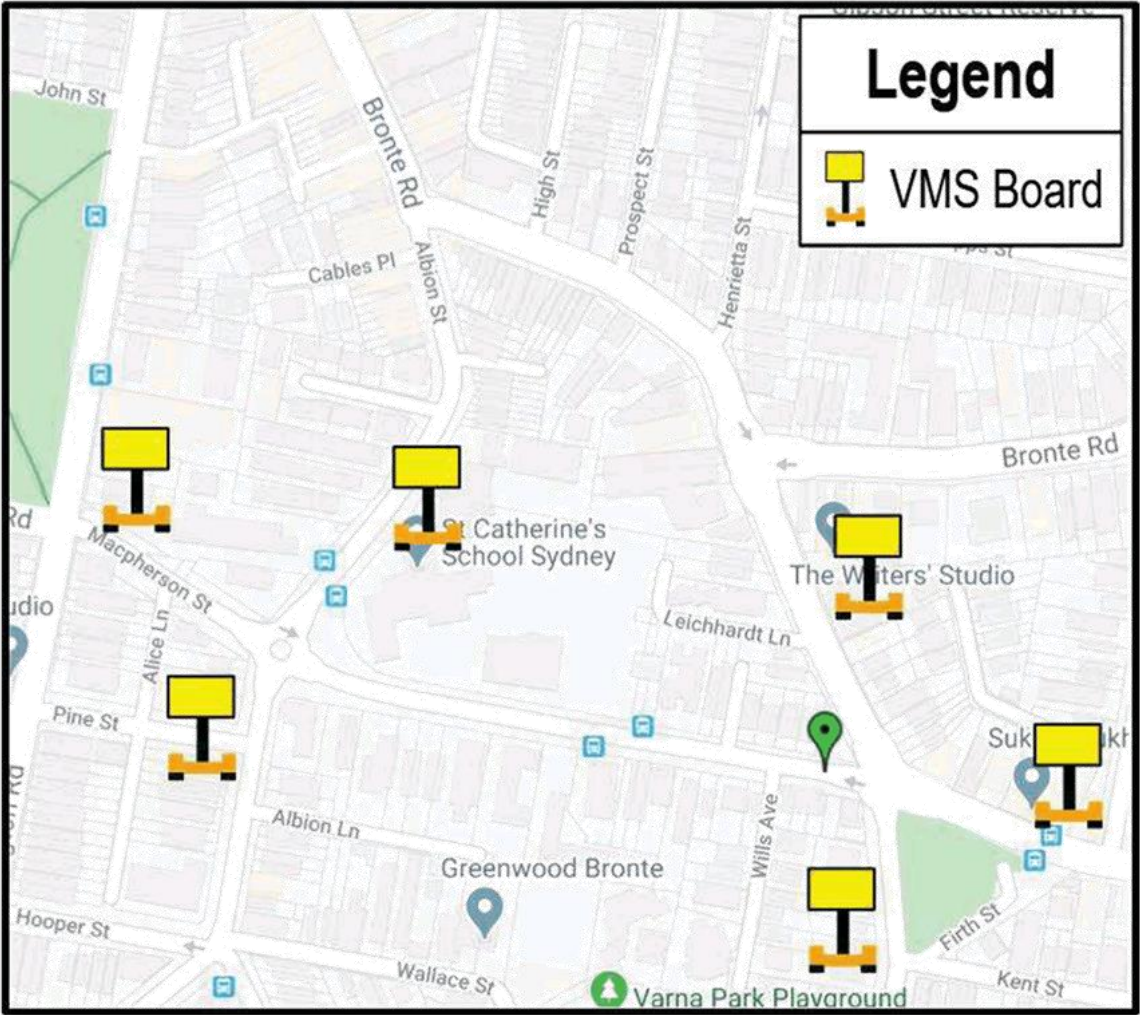 Legend
VMS Board
John St
Bronte Rd
High St
Prospect St
Henrietta St
Cables Pl
Albion St
Bronte Rd
Rd
Macpherson St
St Catherine's
School Sydney
The Writers' Studio
Leichhardt Ln
Alice Ln
Pine St
Albion Ln
Wills Ave
Greenwood Bronte
Hooper St
Wallace St
Firth St
Kent St
Varna Park Playground